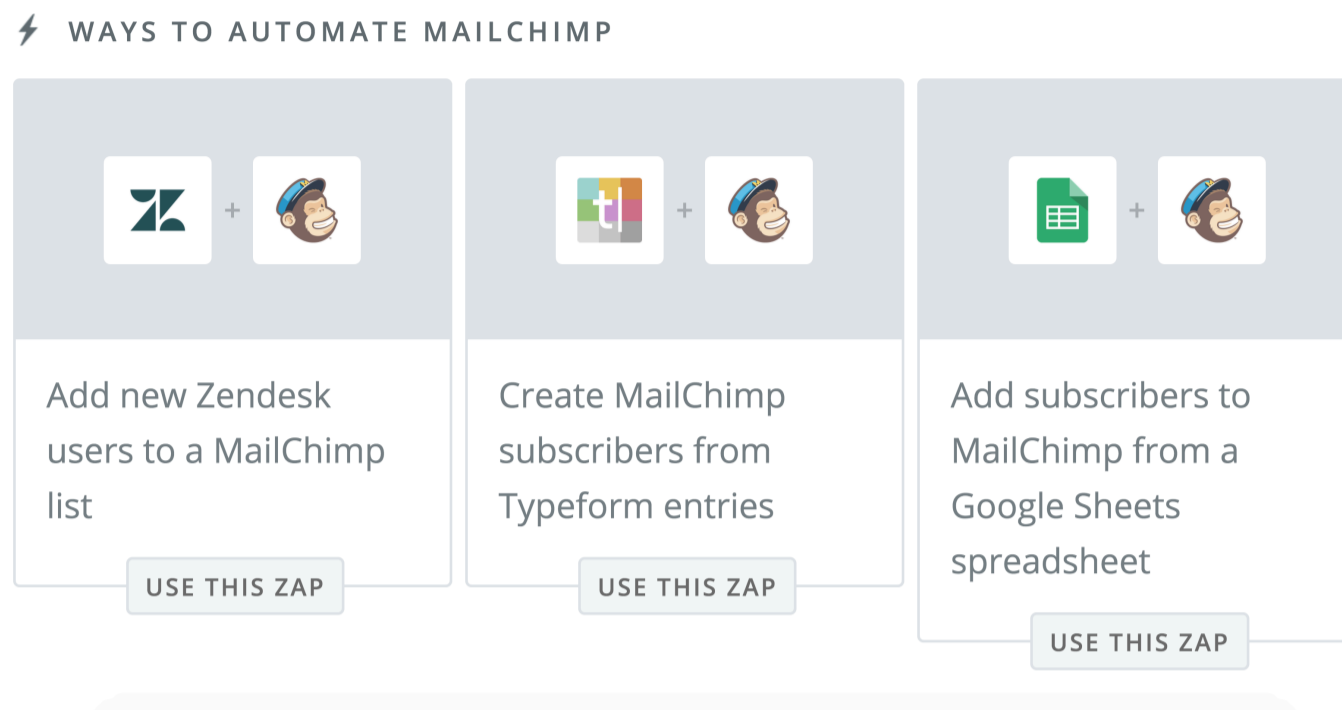 WAYS TO AUTOMATE MAILCHIMP
+
+
+
tl
Add new Zendesk
users to a MailChimp
list
USE THIS ZAP
Create MailChimp
subscribers from
Typeform entries
USE THIS ZAP
Add subscribers to
MailChimp from a
Google Sheets
spreadsheet
USE THIS ZAP